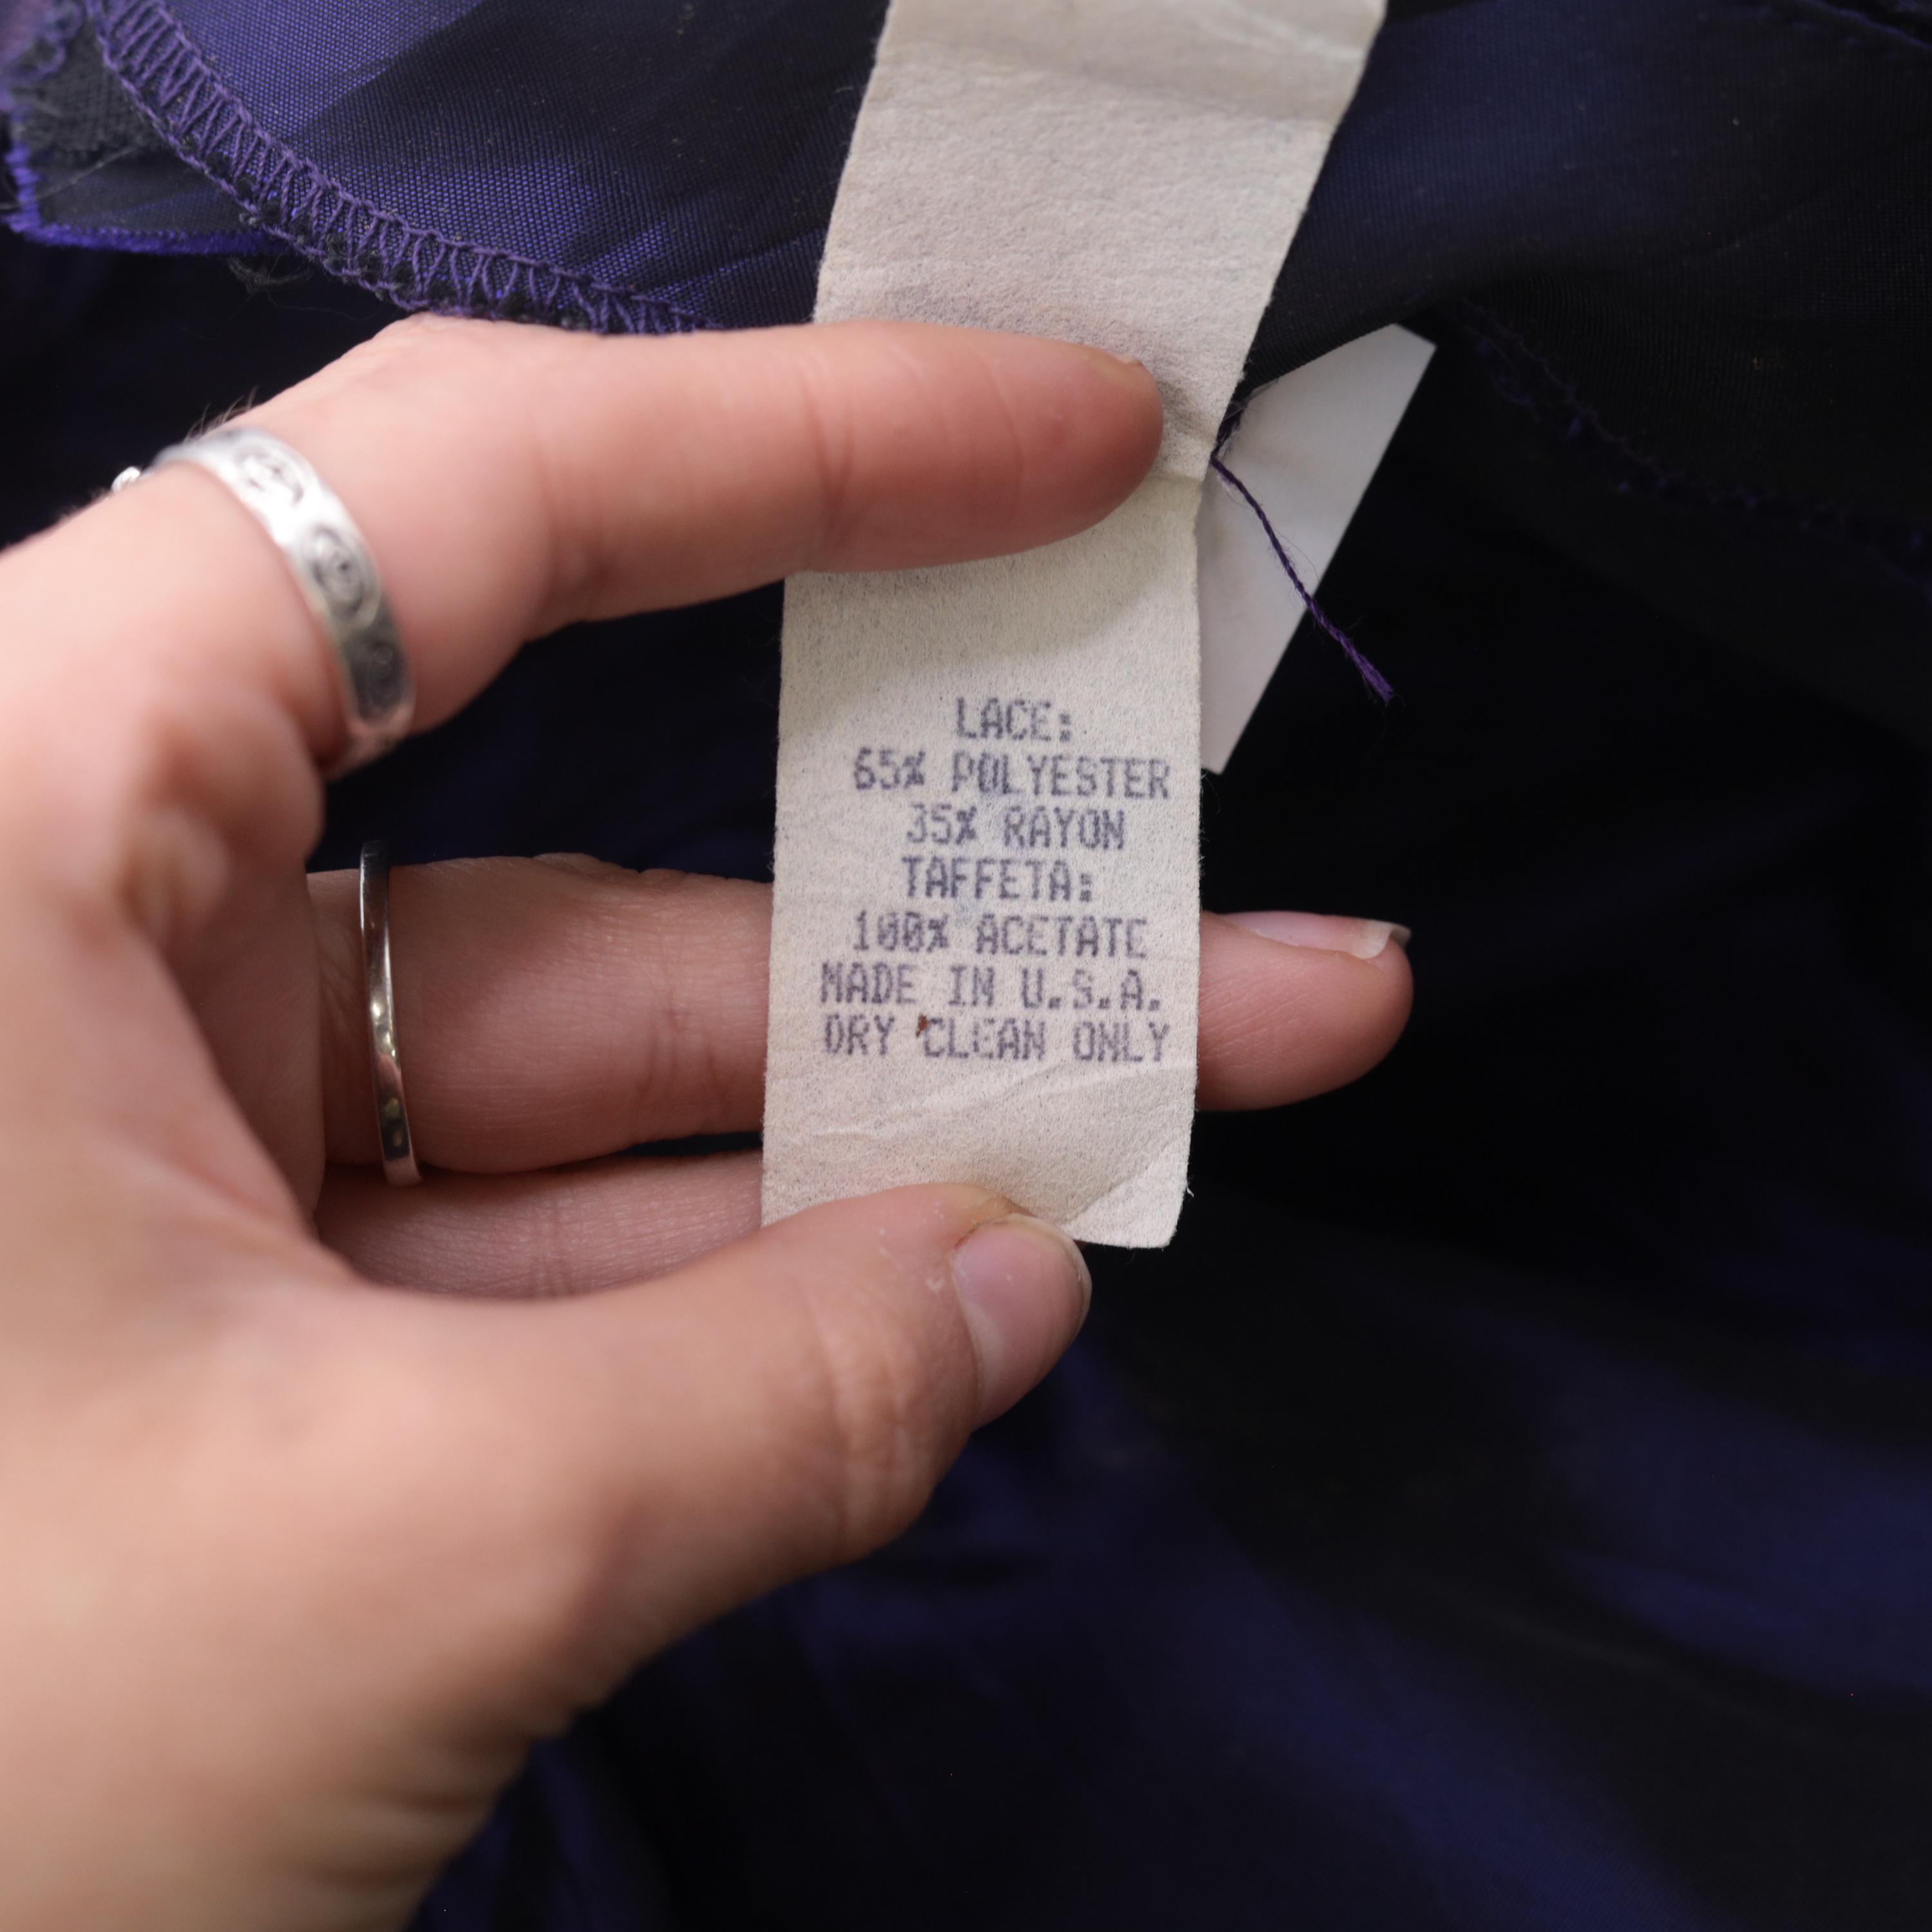 LACE:
65% POLYESTER
35% RAYON
TAFFETA:
100% ACETATE
MADE IN U.S.A.
DRY CLEAN ONLY